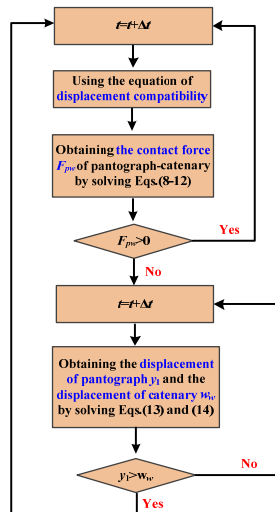 t=t+Δt
Using the equation of
displacement compatibility
Obtaining the contact force
Fpw of pantograph-catenary
by solving Eqs.(8-12)
Fpw>0
Yes
No
t=t+Δt
Obtaining the displacement
of pantograph y1 and the
displacement of catenary ww
by solving Eqs.(13) and (14)
y1>ww
No
Yes